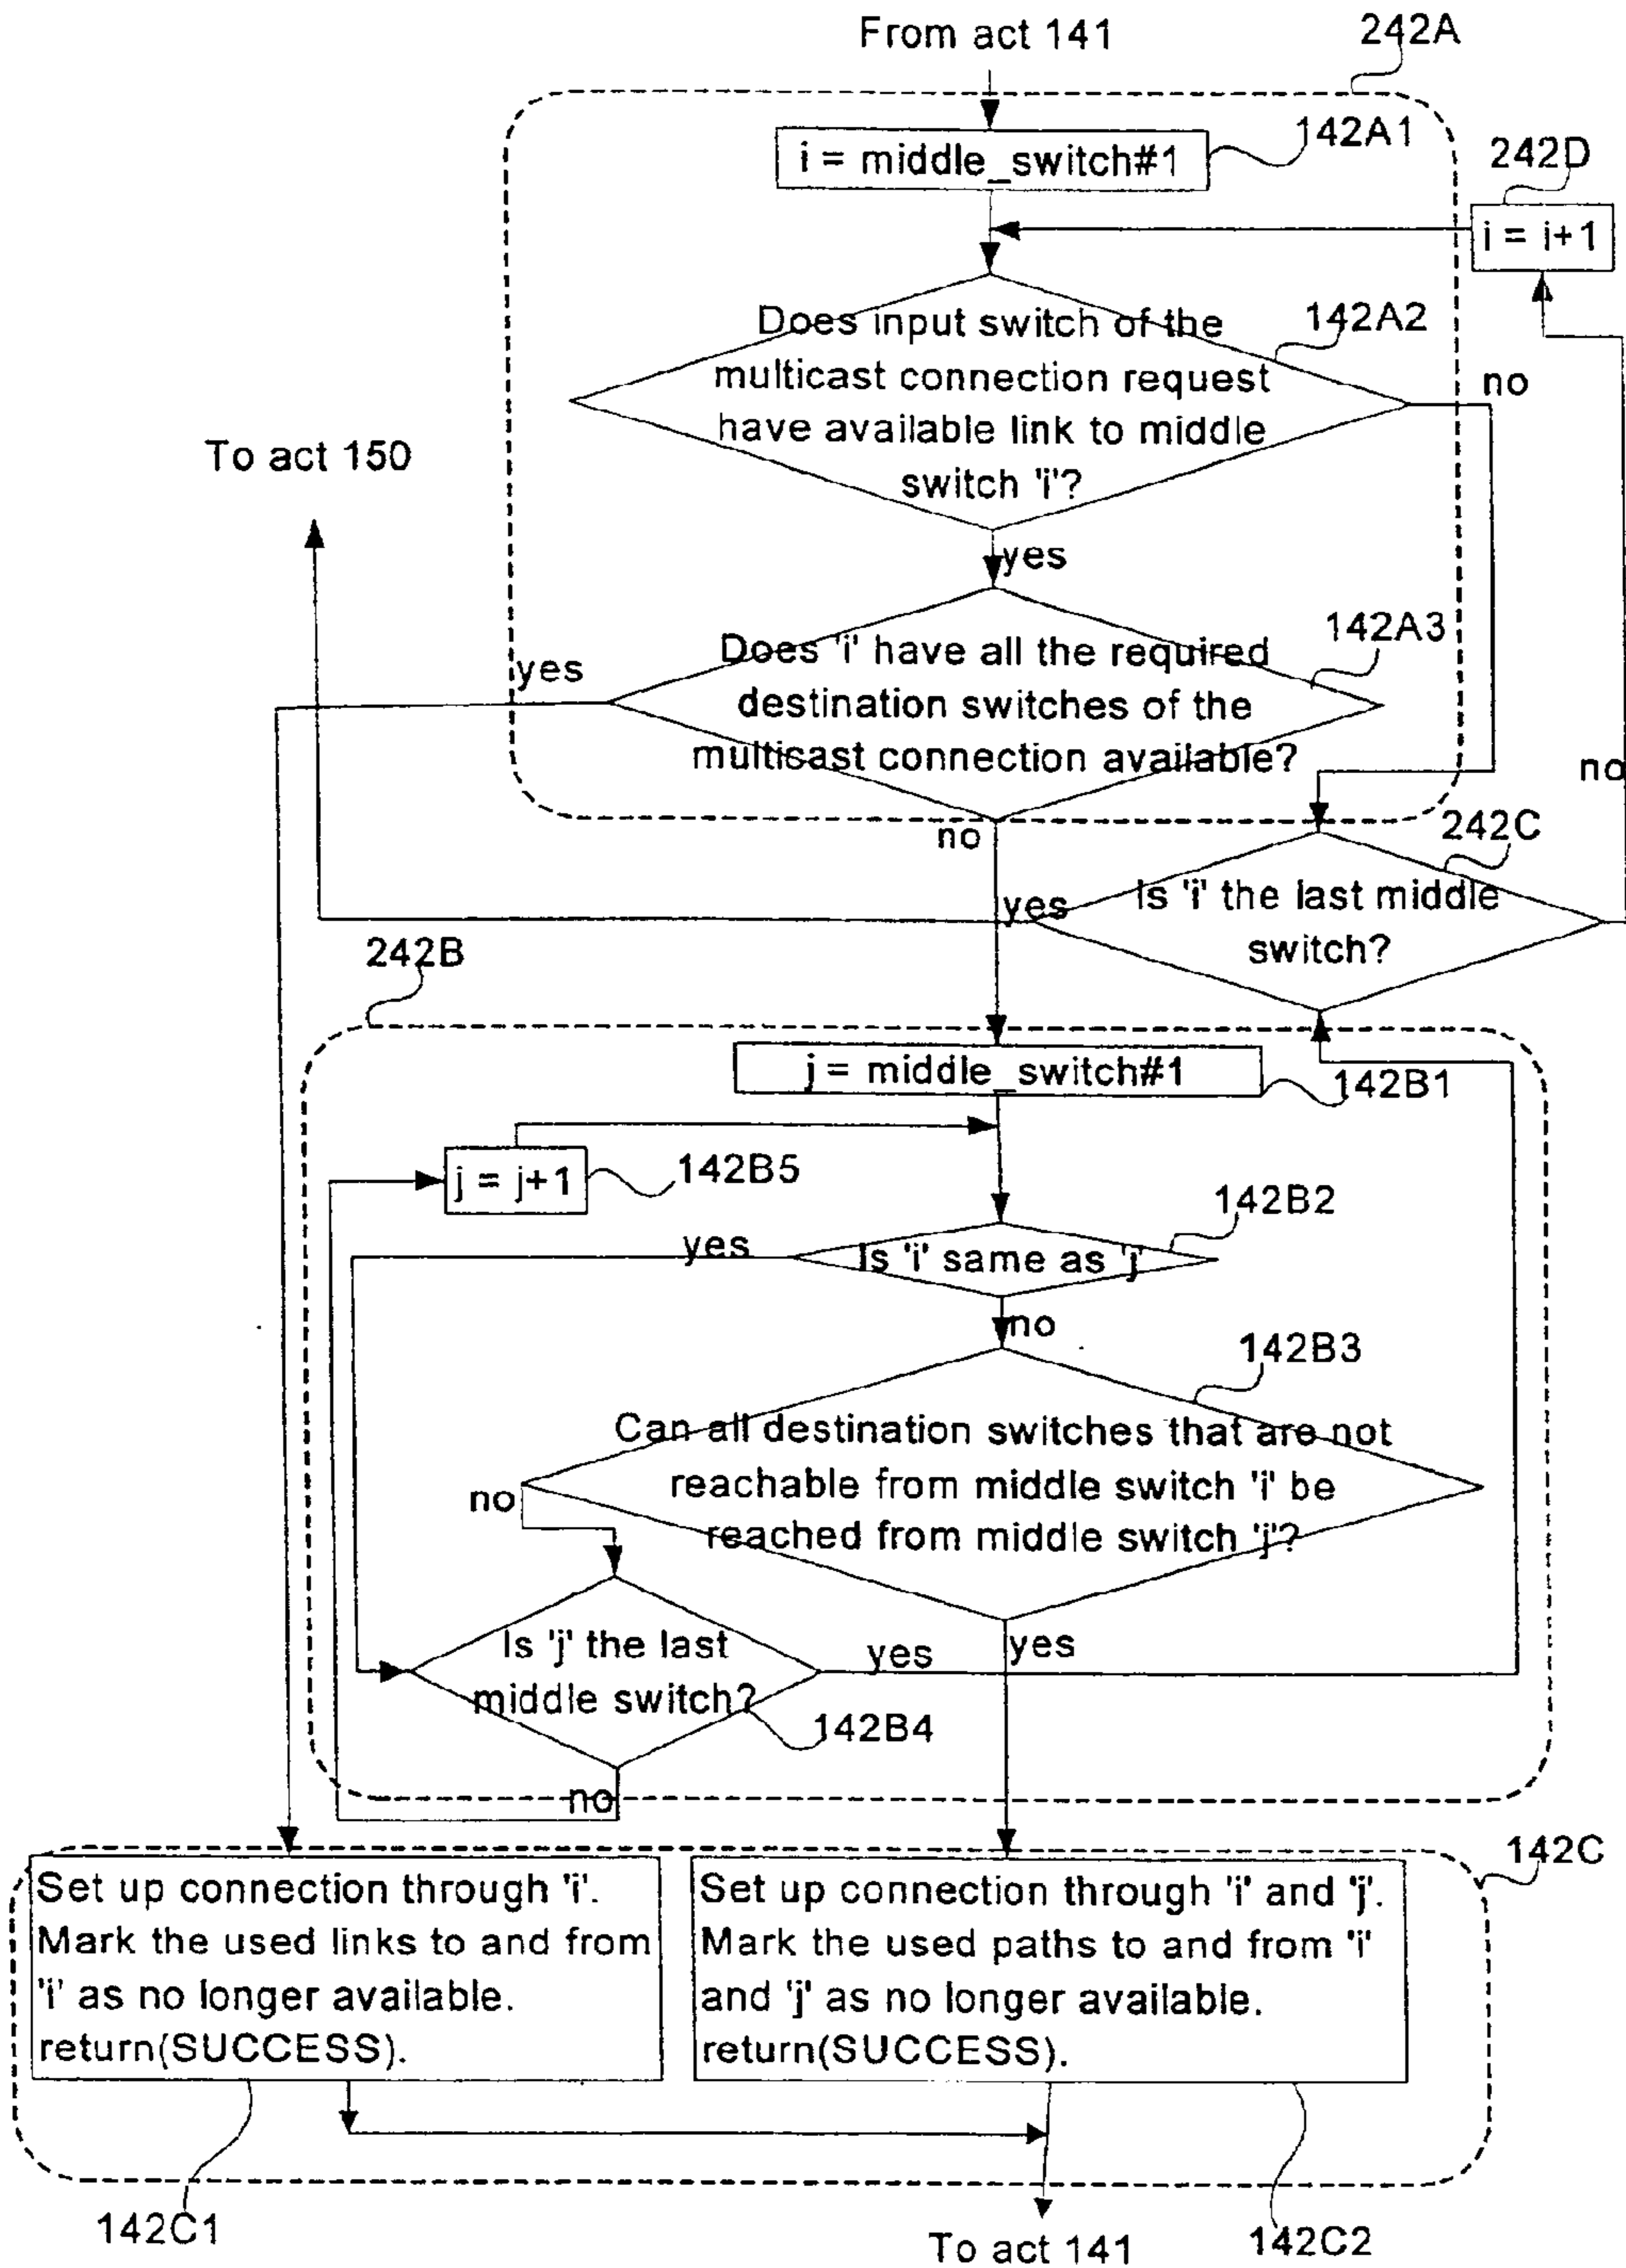 From act 141
242A
142A1
i = middle_switch#1
242D
i = i+1
Does input switch of the
multicast connection request
have available link to middle
switch 'i'?
142A2
no
To act 150
yes
Does 'i' have all the required
destination switches of the
multicast connection available?
142A3
yes
no
no
242C
Is 'i' the last middle
switch?
yes
242B
j = middle_switch#1
142B1
j = j+1
142B5
142B2
yes
Is 'i' same as 'j'
no
142B3
Can all destination switches that are not
reachable from middle switch 'i' be
reached from middle switch 'j'?
no
yes
Is 'j' the last
middle switch?
yes
142B4
no
142C
Set up connection through 'i'.
Mark the used links to and from
'i' as no longer available.
return(SUCCESS).
Set up connection through 'i' and 'j'.
Mark the used paths to and from 'i'
and 'j' as no longer available.
return(SUCCESS).
142C1
To act 141
142C2